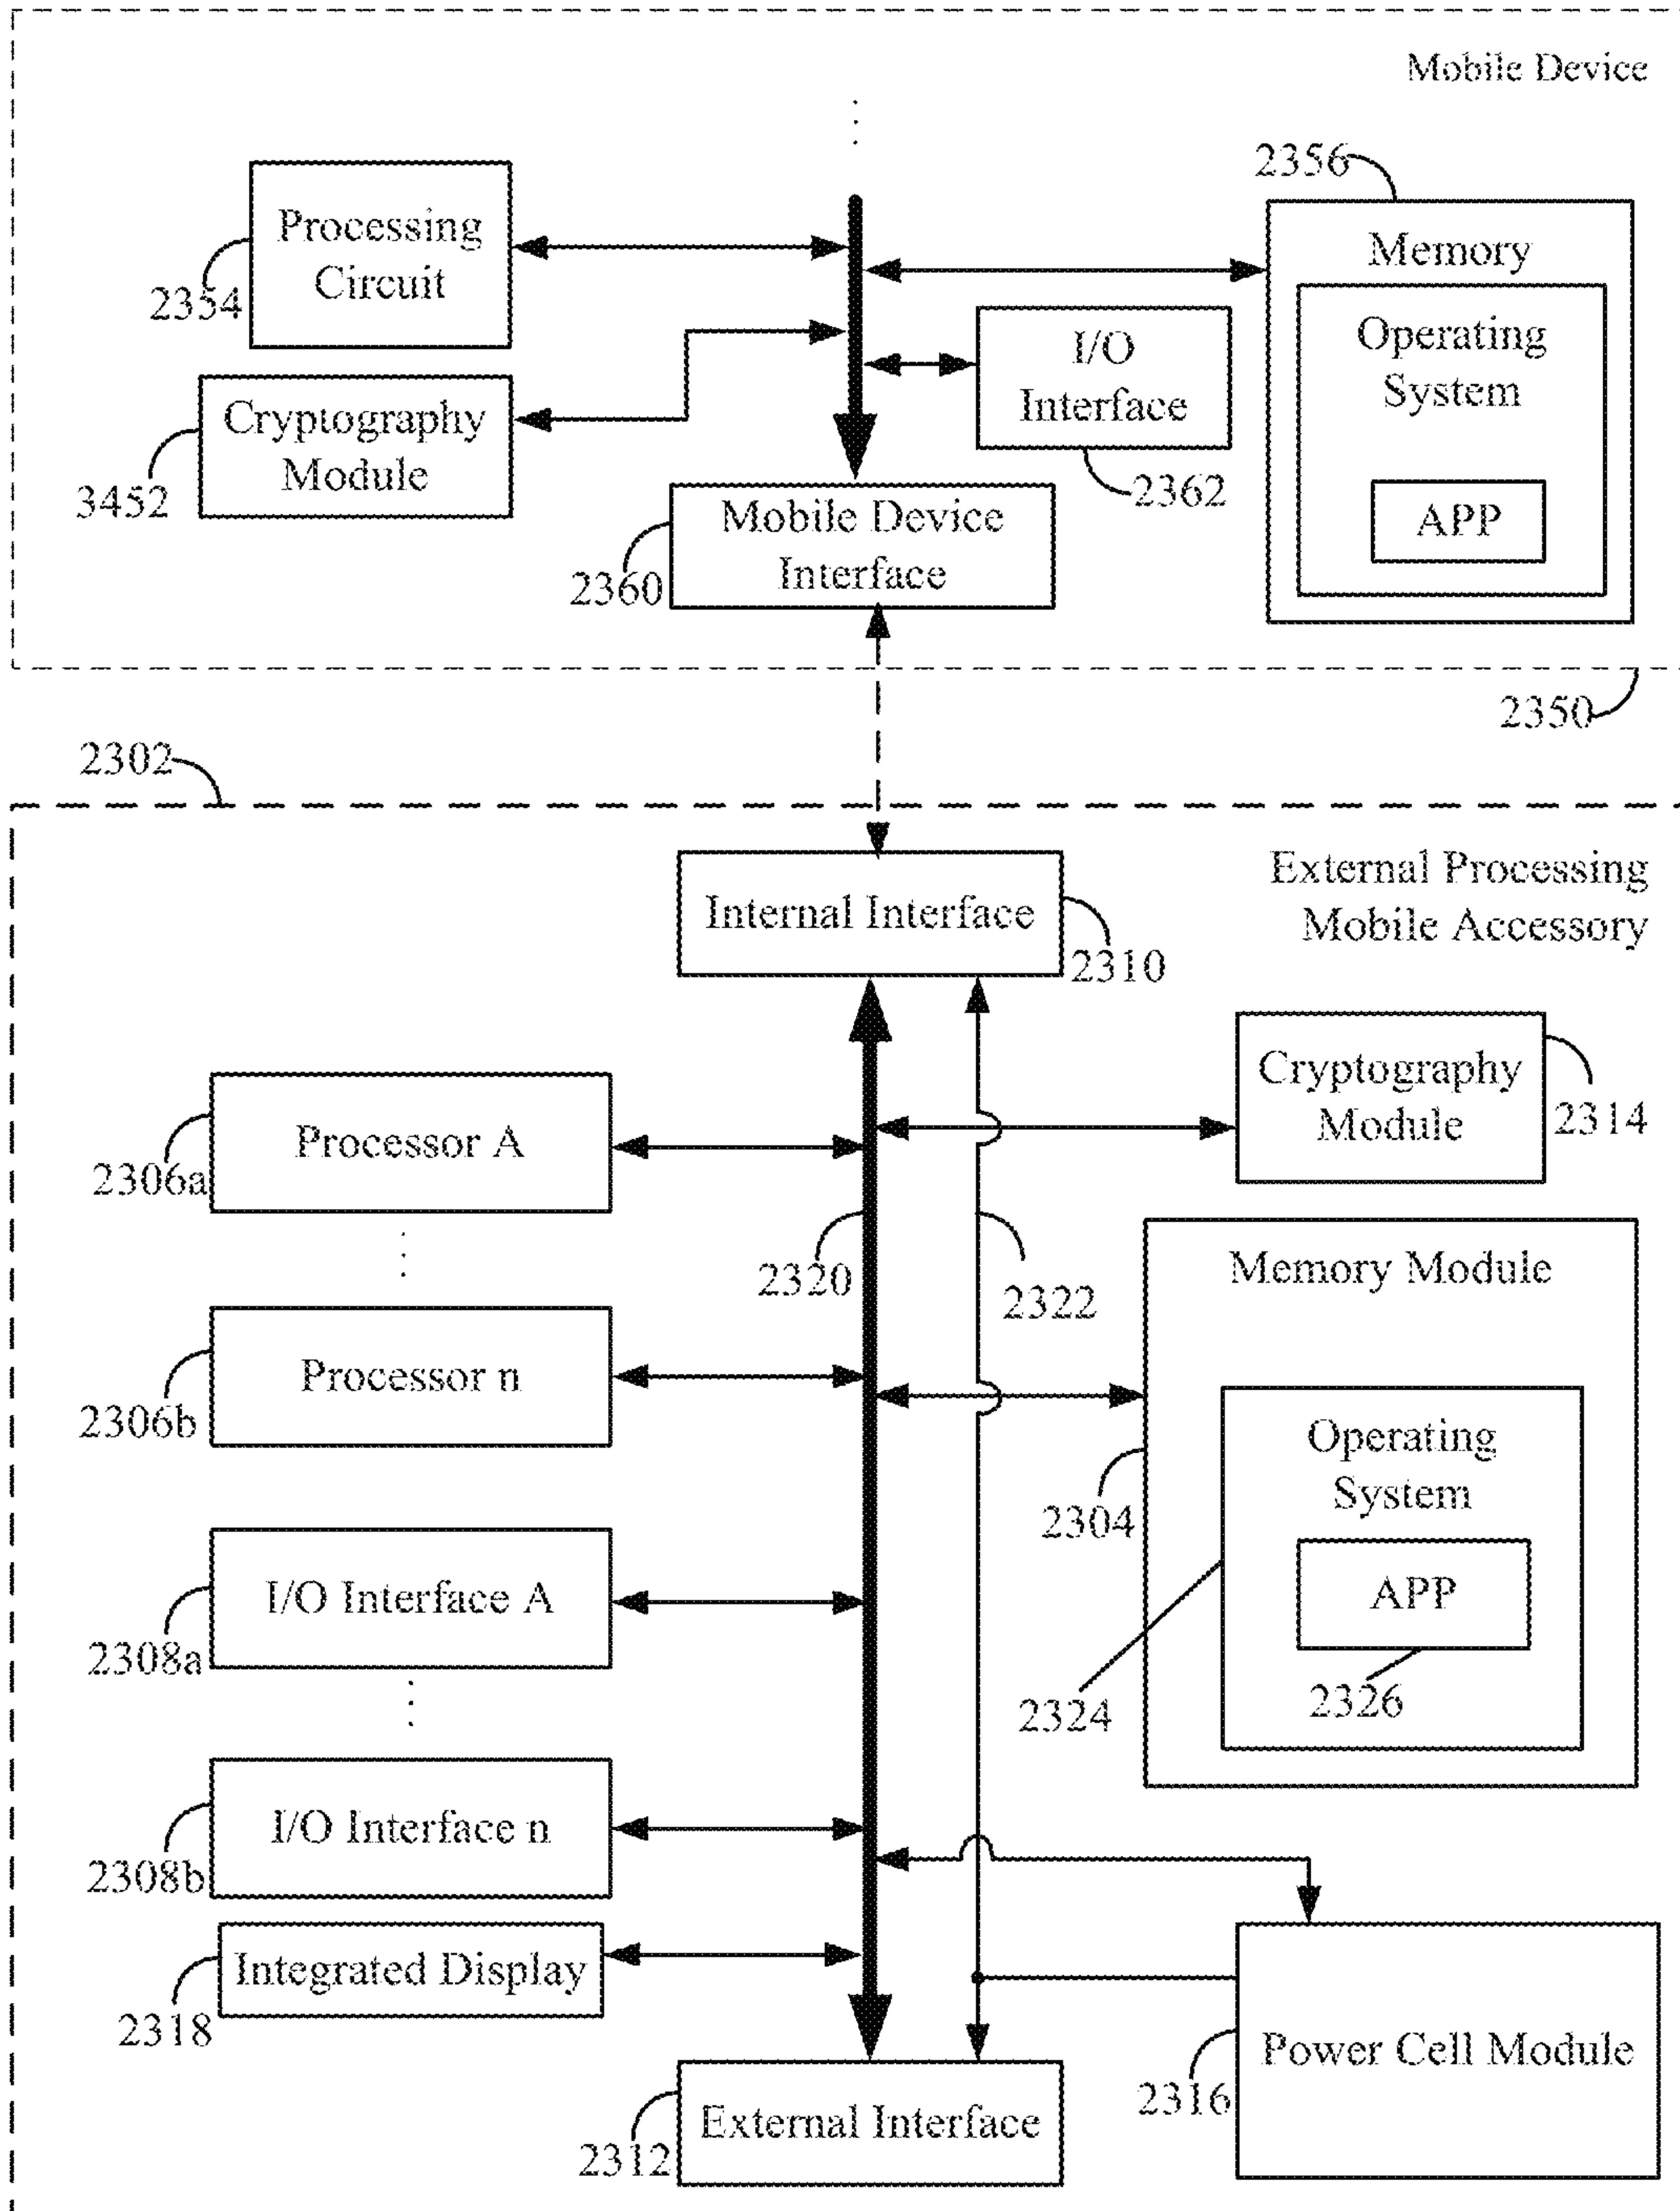 Mobile Device
2356
Processing
Circuit
2354
Memory
Operating
System
APP
I/O
Interface
2362
Cryptography
Module
3452
Mobile Device
Interface
2360
2350
2302
External Processing
Mobile Accessory
Internal Interface
2310
Cryptography
Module
2314
Processor A
2306a
2320
2322
Memory Module
Processor n
2306b
Operating
System
2304
APP
I/O Interface A
2308a
2324
2326
I/O Interface n
2308b
Integrated Display
2318
Power Cell Module
2316
External Interface
2312